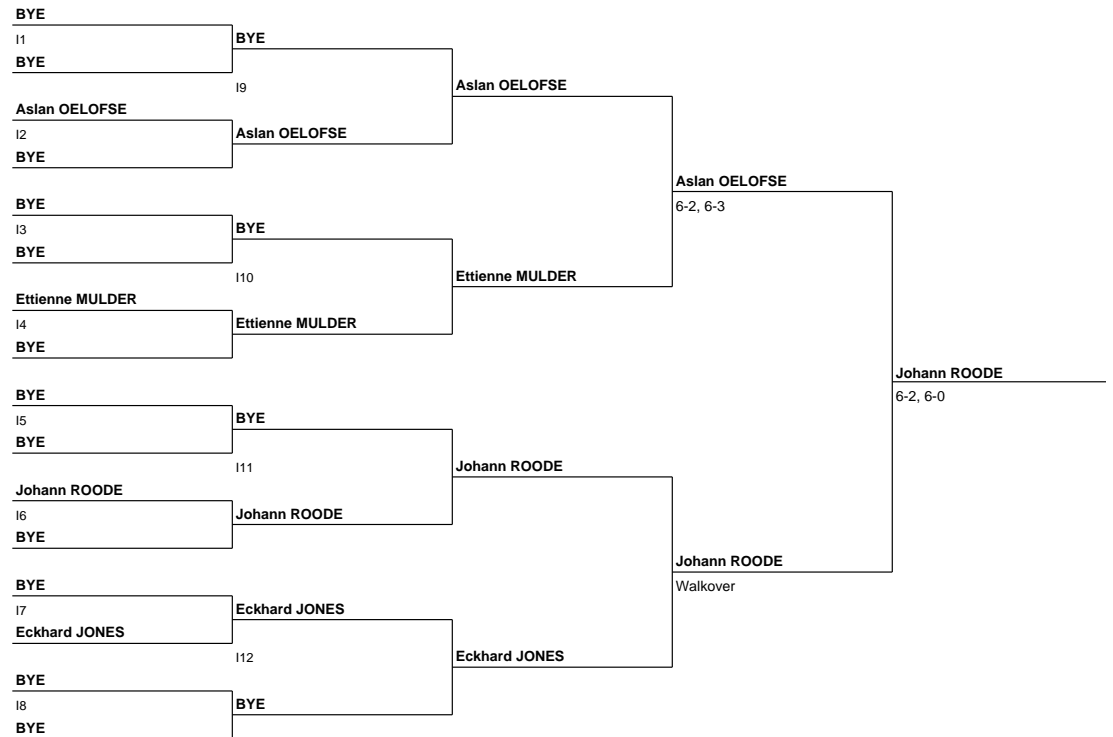 BYE
I1
BYE
BYE
I9
Aslan OELOFSE
Aslan OELOFSE
I2
BYE
Aslan OELOFSE
Aslan OELOFSE
6-2, 6-3
BYE
I3
BYE
BYE
I10
Ettienne MULDER
Ettienne MULDER
I4
BYE
Ettienne MULDER
Johann ROODE
6-2, 6-0
BYE
I5
BYE
BYE
I11
Johann ROODE
Johann ROODE
I6
BYE
Johann ROODE
Johann ROODE
Walkover
BYE
I7
Eckhard JONES
Eckhard JONES
I12
Eckhard JONES
BYE
I8
BYE
BYE